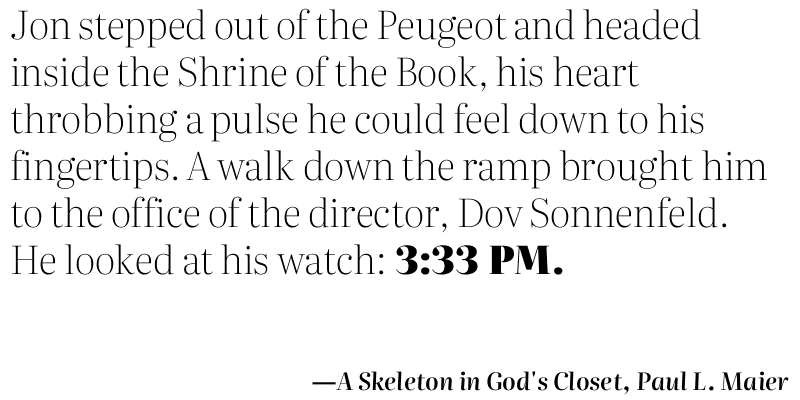 Jon stepped out of the Peugeot and headed
inside the Shrine of the Book, his heart
throbbing a pulse he could feel down to his
fingertips. A walk down the ramp brought him
to the office of the director, Dov Sonnenfeld.
He looked at his watch: 3:33 PM.
—A Skeleton in God's Closet, Paul L. Maier